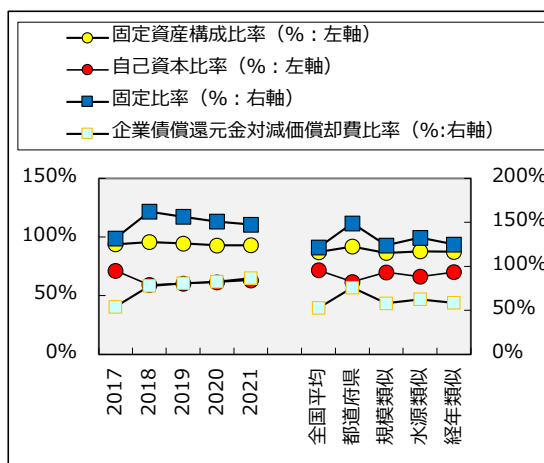 固定資産構成比率（%：左軸）
自己資本比率（%：左軸）
固定比率（%：右軸）
企業債償還元金対減価償却費比率（%:右軸）
150%
100%
50%
0%
200%
150%
100%
50%
0%
2017
2018
2019
2020
2021
全国平均
都道府県
規模類似
水源類似
経年類似